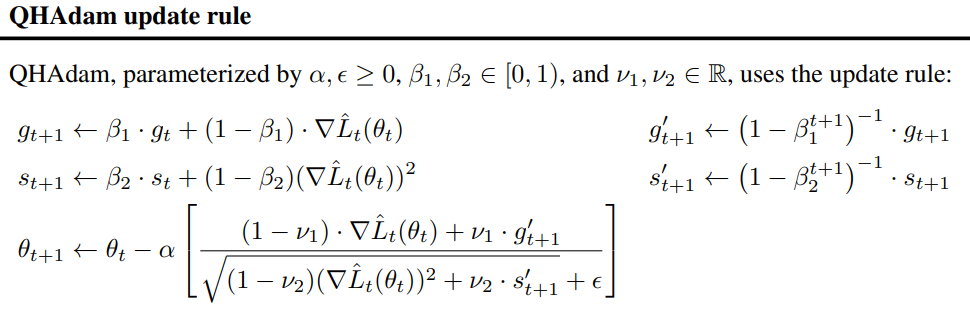 QHAdam update rule
QHAdam, parameterized by α, ϵ ≥ 0, β₁, β₂ ∈ [0, 1), and ν₁, ν₂ ∈ ℝ, uses the update rule:
g_{t+1} ← β₁ · g_t + (1 − β₁) · ∇L̂_t(θ_t)    g′_{t+1} ← (1 − β₁^{t+1})^{−1} · g_{t+1}
s_{t+1} ← β₂ · s_t + (1 − β₂)(∇L̂_t(θ_t))²    s′_{t+1} ← (1 − β₂^{t+1})^{−1} · s_{t+1}
θ_{t+1} ← θ_t − α [ ((1 − ν₁) · ∇L̂_t(θ_t) + ν₁ · g′_{t+1}) / (√((1 − ν₂)(∇L̂_t(θ_t))² + ν₂ · s′_{t+1}) + ϵ) ]